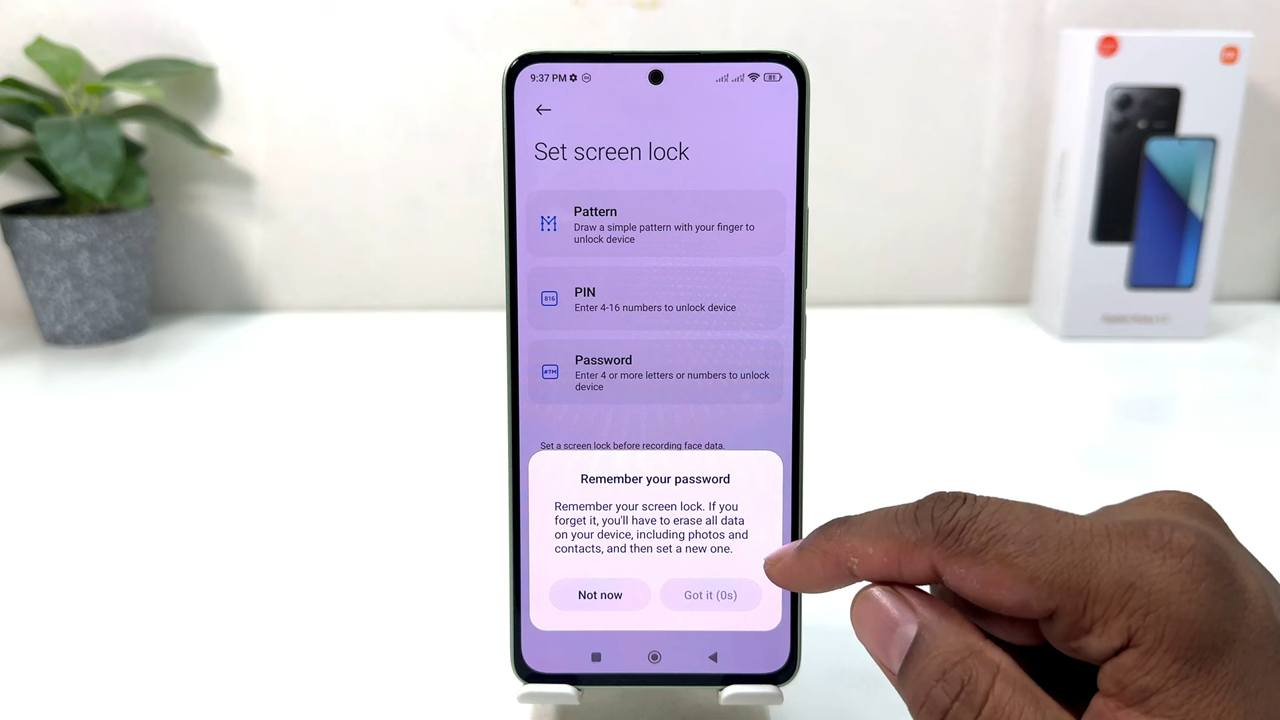 9:37 PM
81
Set screen lock
Pattern
Draw a simple pattern with your finger to
unlock device
816
PIN
Enter 4-16 numbers to unlock device
#7M
Password
Enter 4 or more letters or numbers to unlock
device
Set a screen lock before recording face data.
Remember your password
Remember your screen lock. If you
forget it, you'll have to erase all data
on your device, including photos and
contacts, and then set a new one.
Not now
Got it (0s)